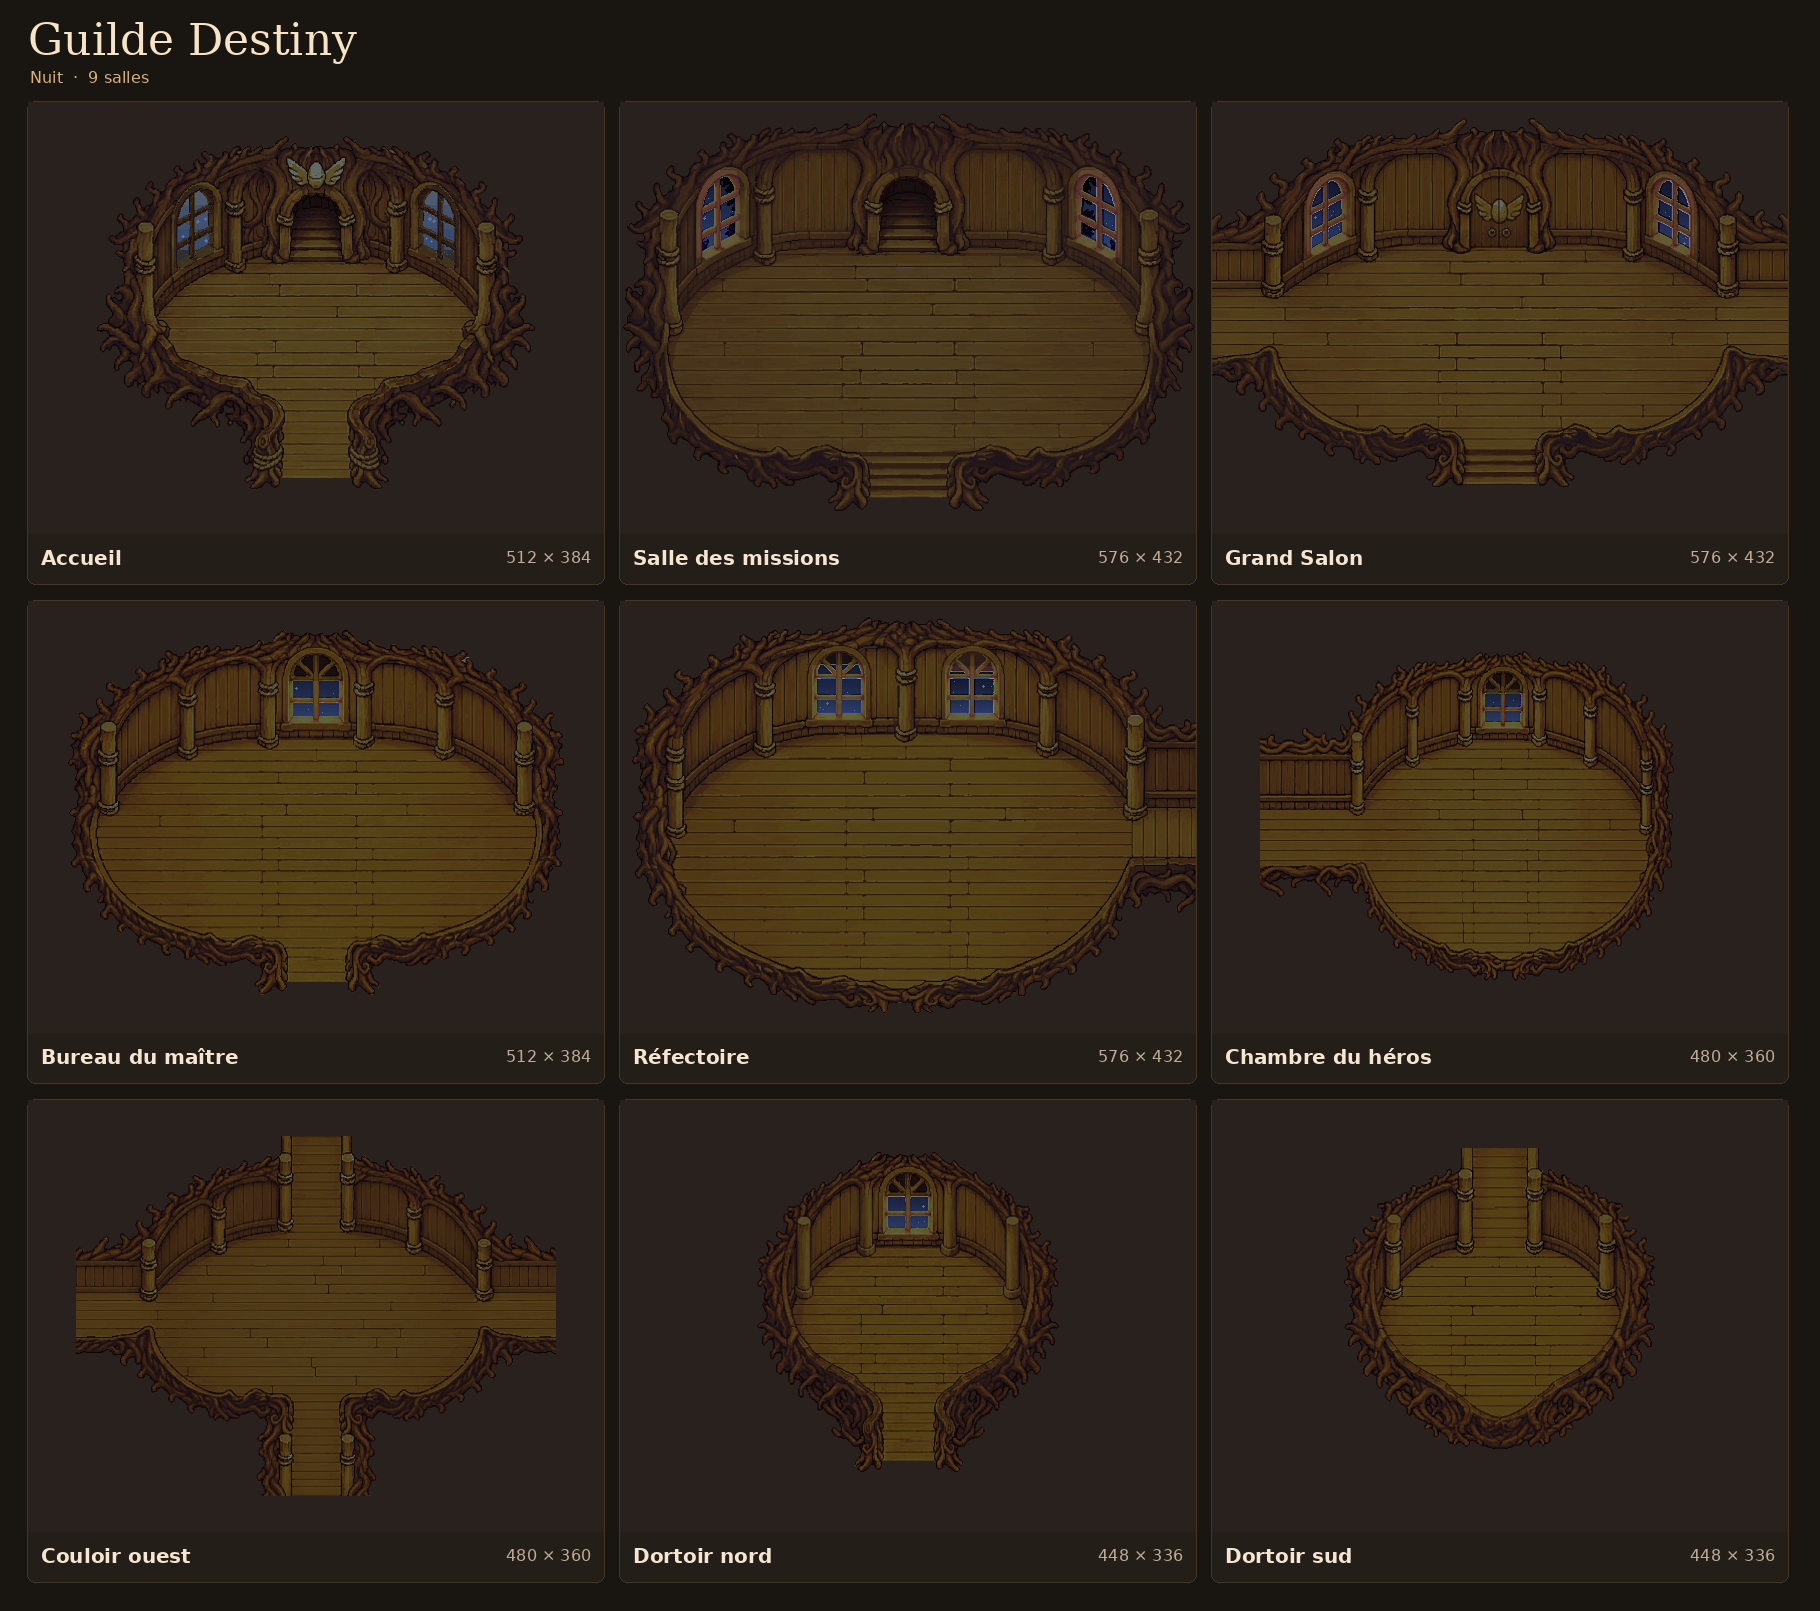 Guilde Destiny
Nuit · 9 salles
Accueil 512 × 384
Salle des missions 576 × 432
Grand Salon 576 × 432
Bureau du maître 512 × 384
Réfectoire 576 × 432
Chambre du héros 480 × 360
Couloir ouest 480 × 360
Dortoir nord 448 × 336
Dortoir sud 448 × 336